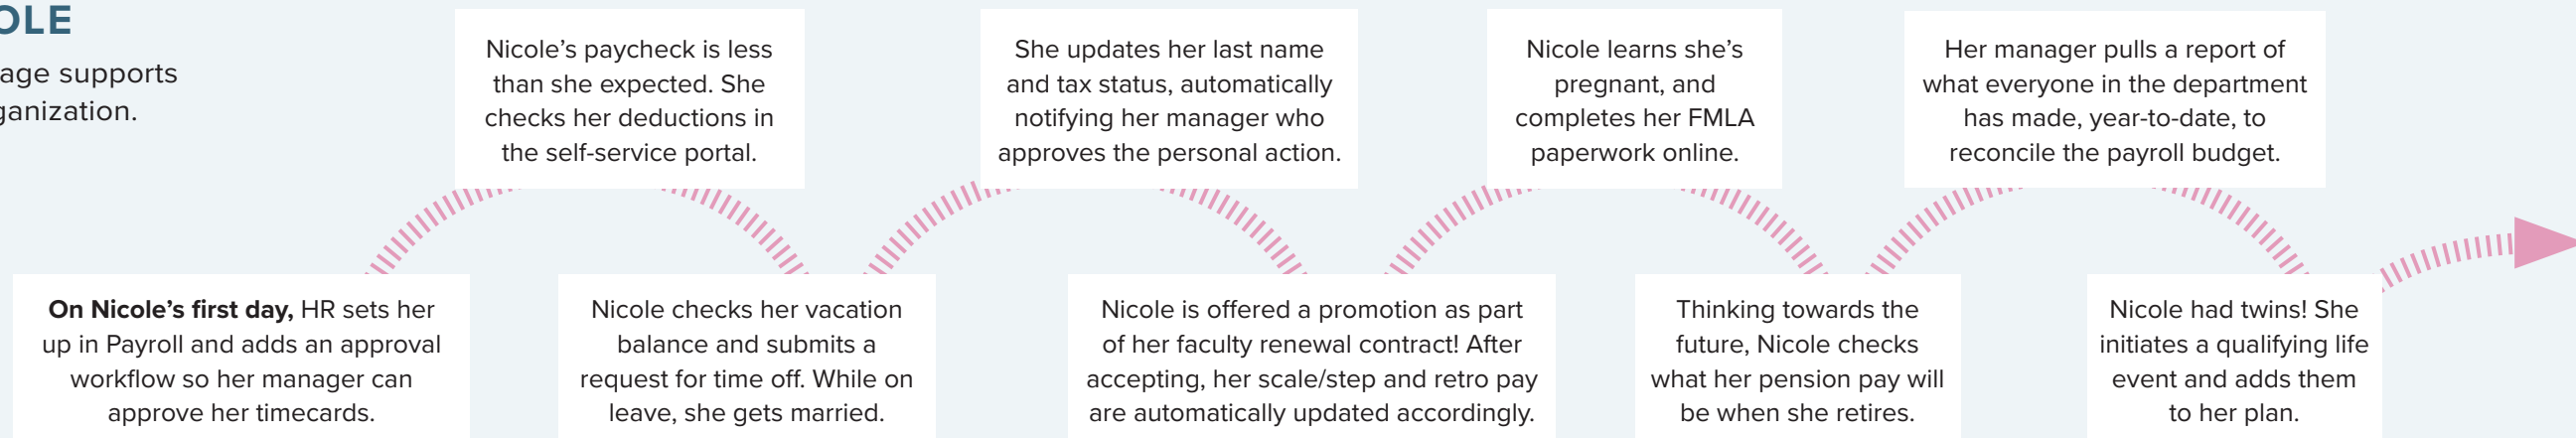 OLE
age supports
ganization.
On Nicole’s first day, HR sets her
up in Payroll and adds an approval
workflow so her manager can
approve her timecards.
Nicole’s paycheck is less
than she expected. She
checks her deductions in
the self-service portal.
Nicole checks her vacation
balance and submits a
request for time off. While on
leave, she gets married.
She updates her last name
and tax status, automatically
notifying her manager who
approves the personal action.
Nicole is offered a promotion as part
of her faculty renewal contract! After
accepting, her scale/step and retro pay
are automatically updated accordingly.
Nicole learns she’s
pregnant, and
completes her FMLA
paperwork online.
Thinking towards the
future, Nicole checks
what her pension pay will
be when she retires.
Her manager pulls a report of
what everyone in the department
has made, year-to-date, to
reconcile the payroll budget.
Nicole had twins! She
initiates a qualifying life
event and adds them
to her plan.